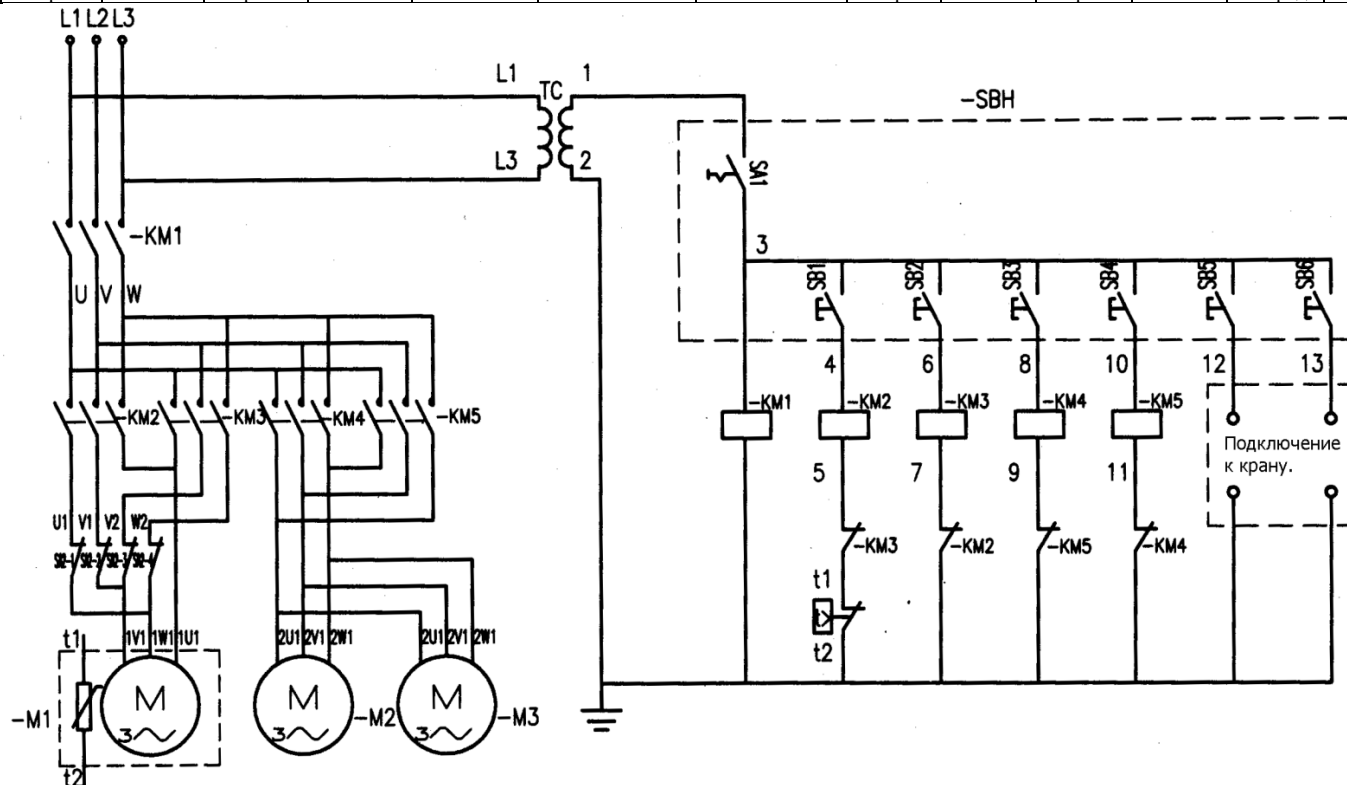 L1 L2 L3
L1 TC 1
-SBH
L3 2
SA1
-KM1
3
U V W
SB1 SB2 SB3 SB4 SB5 SB6
4 6 8 10 12 13
-KM2 -KM3 -KM4 -KM5
-KM1 -KM2 -KM3 -KM4 -KM5
Подключение
к крану.
5 7 9 11
U1 V1 V2 W2
-KM3 -KM2 -KM5 -KM4
t1
t2
t1
1V1 1W1 1U1 2U1 2V1 2W1 2U1 2V1 2W1
M M M
-M1 3 -M2 3 -M3 3
t2